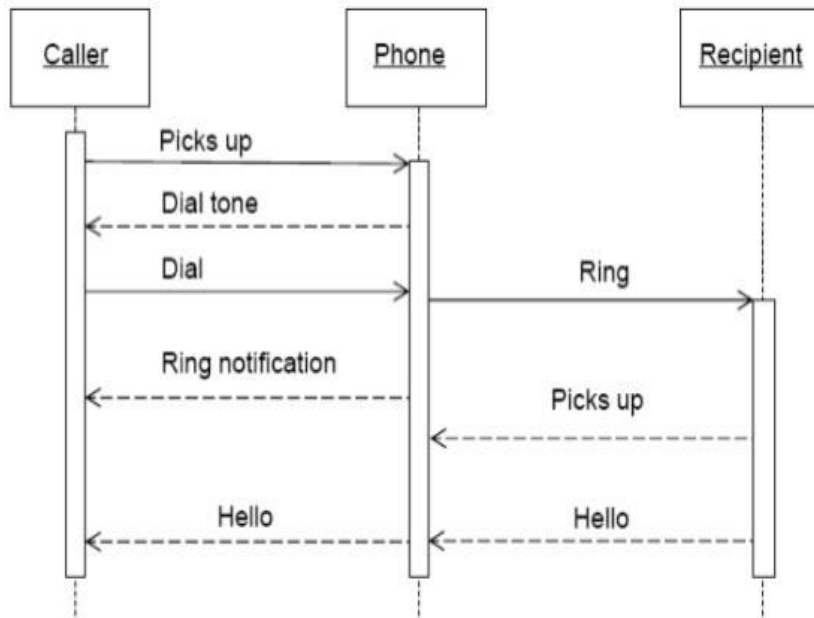 Caller
Phone
Recipient
Picks up
Dial tone
Dial
Ring
Ring notification
Picks up
Hello
Hello